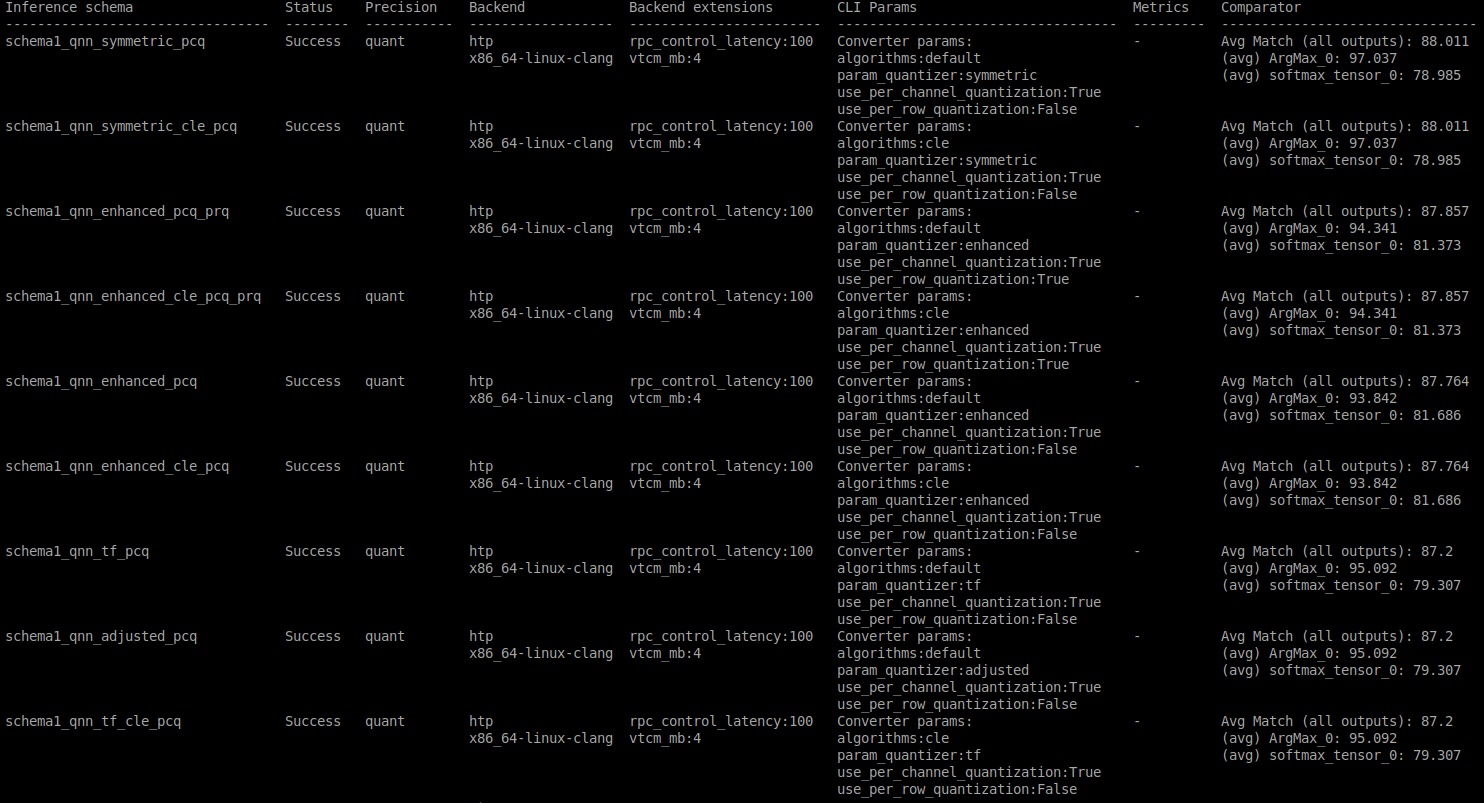 Inference schema Status Precision Backend Backend extensions CLI Params Metrics Comparator
--------------------------------- -------- ----------- ------------------ ------------------------ ----------------------------------- --------- --------------------------------
schema1_qnn_symmetric_pcq Success quant htp rpc_control_latency:100 Converter params: - Avg Match (all outputs): 88.011
x86_64-linux-clang vtcm_mb:4 algorithms:default (avg) ArgMax_0: 97.037
param_quantizer:symmetric (avg) softmax_tensor_0: 78.985
use_per_channel_quantization:True
use_per_row_quantization:False
schema1_qnn_symmetric_cle_pcq Success quant htp rpc_control_latency:100 Converter params: - Avg Match (all outputs): 88.011
x86_64-linux-clang vtcm_mb:4 algorithms:cle (avg) ArgMax_0: 97.037
param_quantizer:symmetric (avg) softmax_tensor_0: 78.985
use_per_channel_quantization:True
use_per_row_quantization:False
schema1_qnn_enhanced_pcq_prq Success quant htp rpc_control_latency:100 Converter params: - Avg Match (all outputs): 87.857
x86_64-linux-clang vtcm_mb:4 algorithms:default (avg) ArgMax_0: 94.341
param_quantizer:enhanced (avg) softmax_tensor_0: 81.373
use_per_channel_quantization:True
use_per_row_quantization:True
schema1_qnn_enhanced_cle_pcq_prq Success quant htp rpc_control_latency:100 Converter params: - Avg Match (all outputs): 87.857
x86_64-linux-clang vtcm_mb:4 algorithms:cle (avg) ArgMax_0: 94.341
param_quantizer:enhanced (avg) softmax_tensor_0: 81.373
use_per_channel_quantization:True
use_per_row_quantization:True
schema1_qnn_enhanced_pcq Success quant htp rpc_control_latency:100 Converter params: - Avg Match (all outputs): 87.764
x86_64-linux-clang vtcm_mb:4 algorithms:default (avg) ArgMax_0: 93.842
param_quantizer:enhanced (avg) softmax_tensor_0: 81.686
use_per_channel_quantization:True
use_per_row_quantization:False
schema1_qnn_enhanced_cle_pcq Success quant htp rpc_control_latency:100 Converter params: - Avg Match (all outputs): 87.764
x86_64-linux-clang vtcm_mb:4 algorithms:cle (avg) ArgMax_0: 93.842
param_quantizer:enhanced (avg) softmax_tensor_0: 81.686
use_per_channel_quantization:True
use_per_row_quantization:False
schema1_qnn_tf_pcq Success quant htp rpc_control_latency:100 Converter params: - Avg Match (all outputs): 87.2
x86_64-linux-clang vtcm_mb:4 algorithms:default (avg) ArgMax_0: 95.092
param_quantizer:tf (avg) softmax_tensor_0: 79.307
use_per_channel_quantization:True
use_per_row_quantization:False
schema1_qnn_adjusted_pcq Success quant htp rpc_control_latency:100 Converter params: - Avg Match (all outputs): 87.2
x86_64-linux-clang vtcm_mb:4 algorithms:default (avg) ArgMax_0: 95.092
param_quantizer:adjusted (avg) softmax_tensor_0: 79.307
use_per_channel_quantization:True
use_per_row_quantization:False
schema1_qnn_tf_cle_pcq Success quant htp rpc_control_latency:100 Converter params: - Avg Match (all outputs): 87.2
x86_64-linux-clang vtcm_mb:4 algorithms:cle (avg) ArgMax_0: 95.092
param_quantizer:tf (avg) softmax_tensor_0: 79.307
use_per_channel_quantization:True
use_per_row_quantization:False